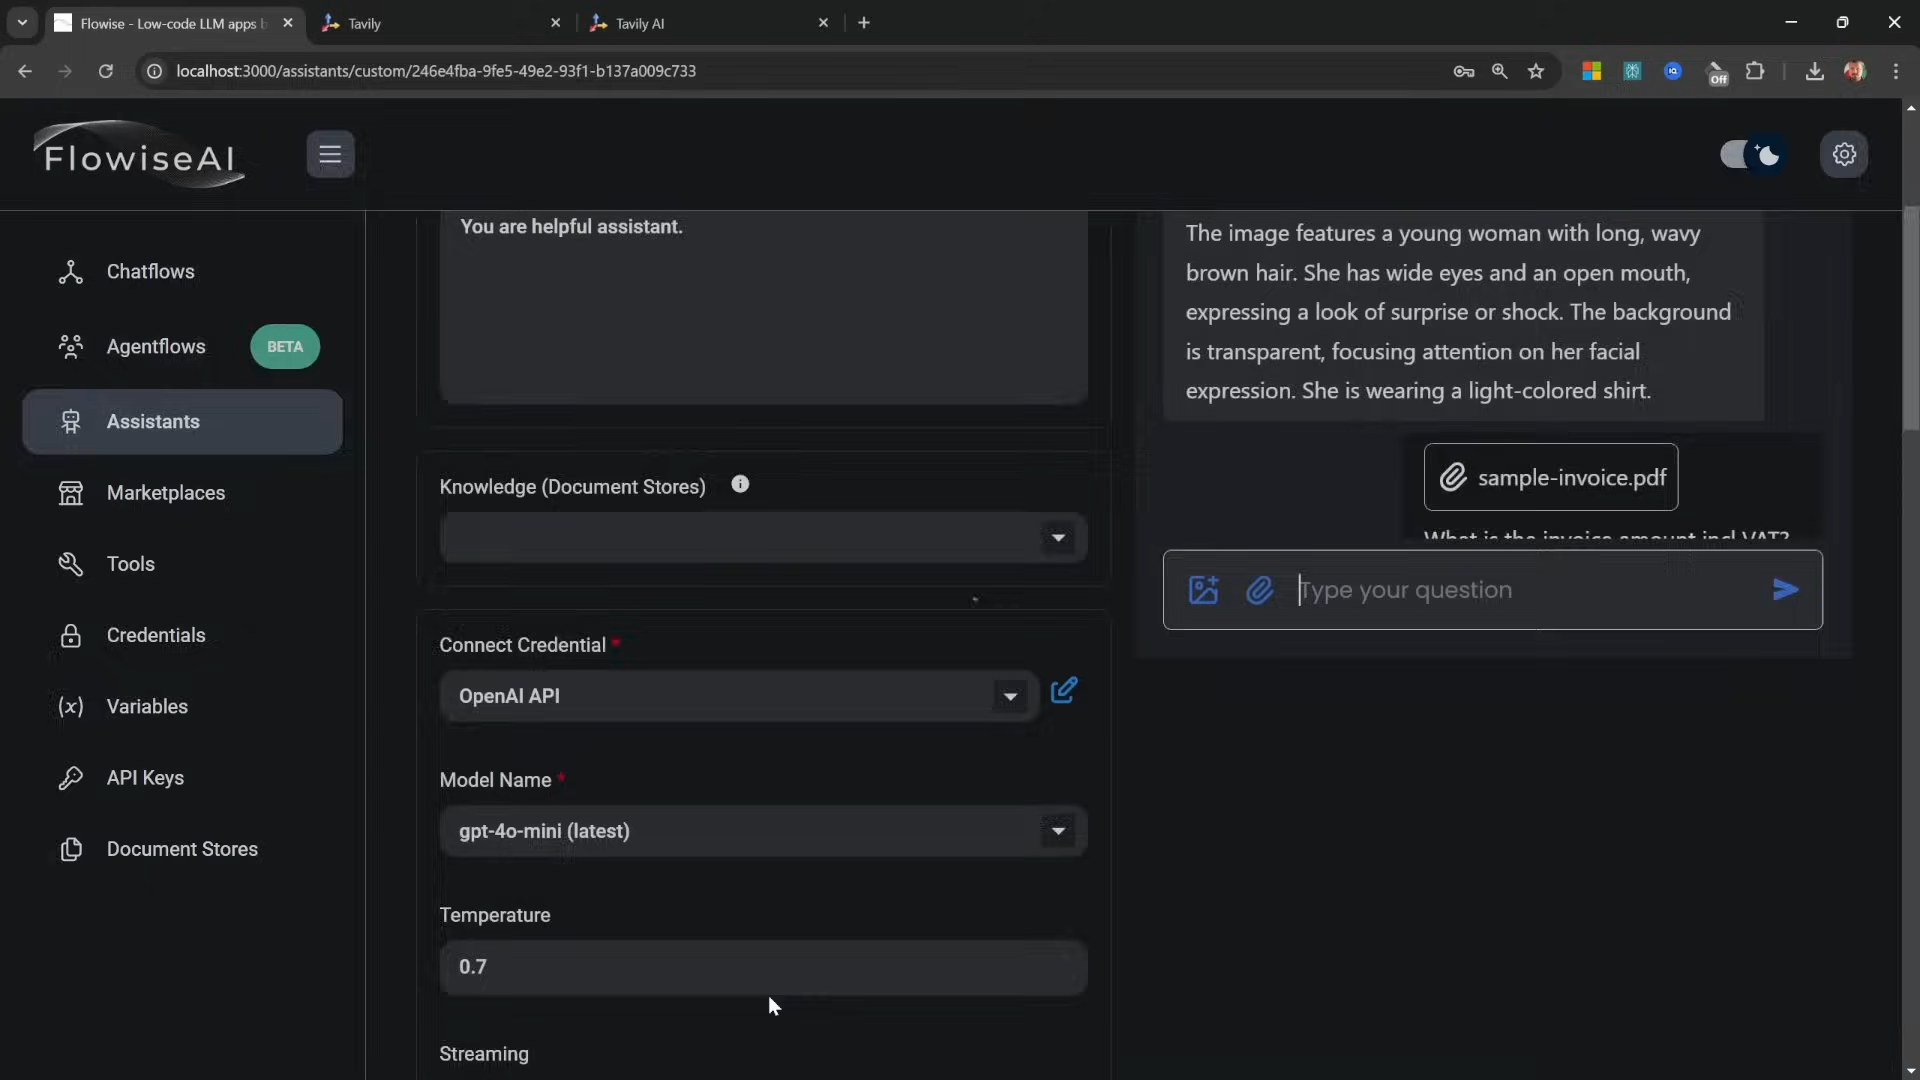 Flowise - Low-code LLM apps b
Tavily
Tavily AI
localhost:3000/assistants/custom/246e4fba-9fe5-49e2-93f1-b137a009c733
Off
FlowiseAI
Chatflows
Agentflows
BETA
Assistants
Marketplaces
Tools
Credentials
(x) Variables
API Keys
Document Stores
You are helpful assistant.
Knowledge (Document Stores)
Connect Credential *
OpenAI API
Model Name *
gpt-4o-mini (latest)
Temperature
0.7
Streaming
The image features a young woman with long, wavy
brown hair. She has wide eyes and an open mouth,
expressing a look of surprise or shock. The background
is transparent, focusing attention on her facial
expression. She is wearing a light-colored shirt.
sample-invoice.pdf
What is the invoice amount incl VAT?
Type your question